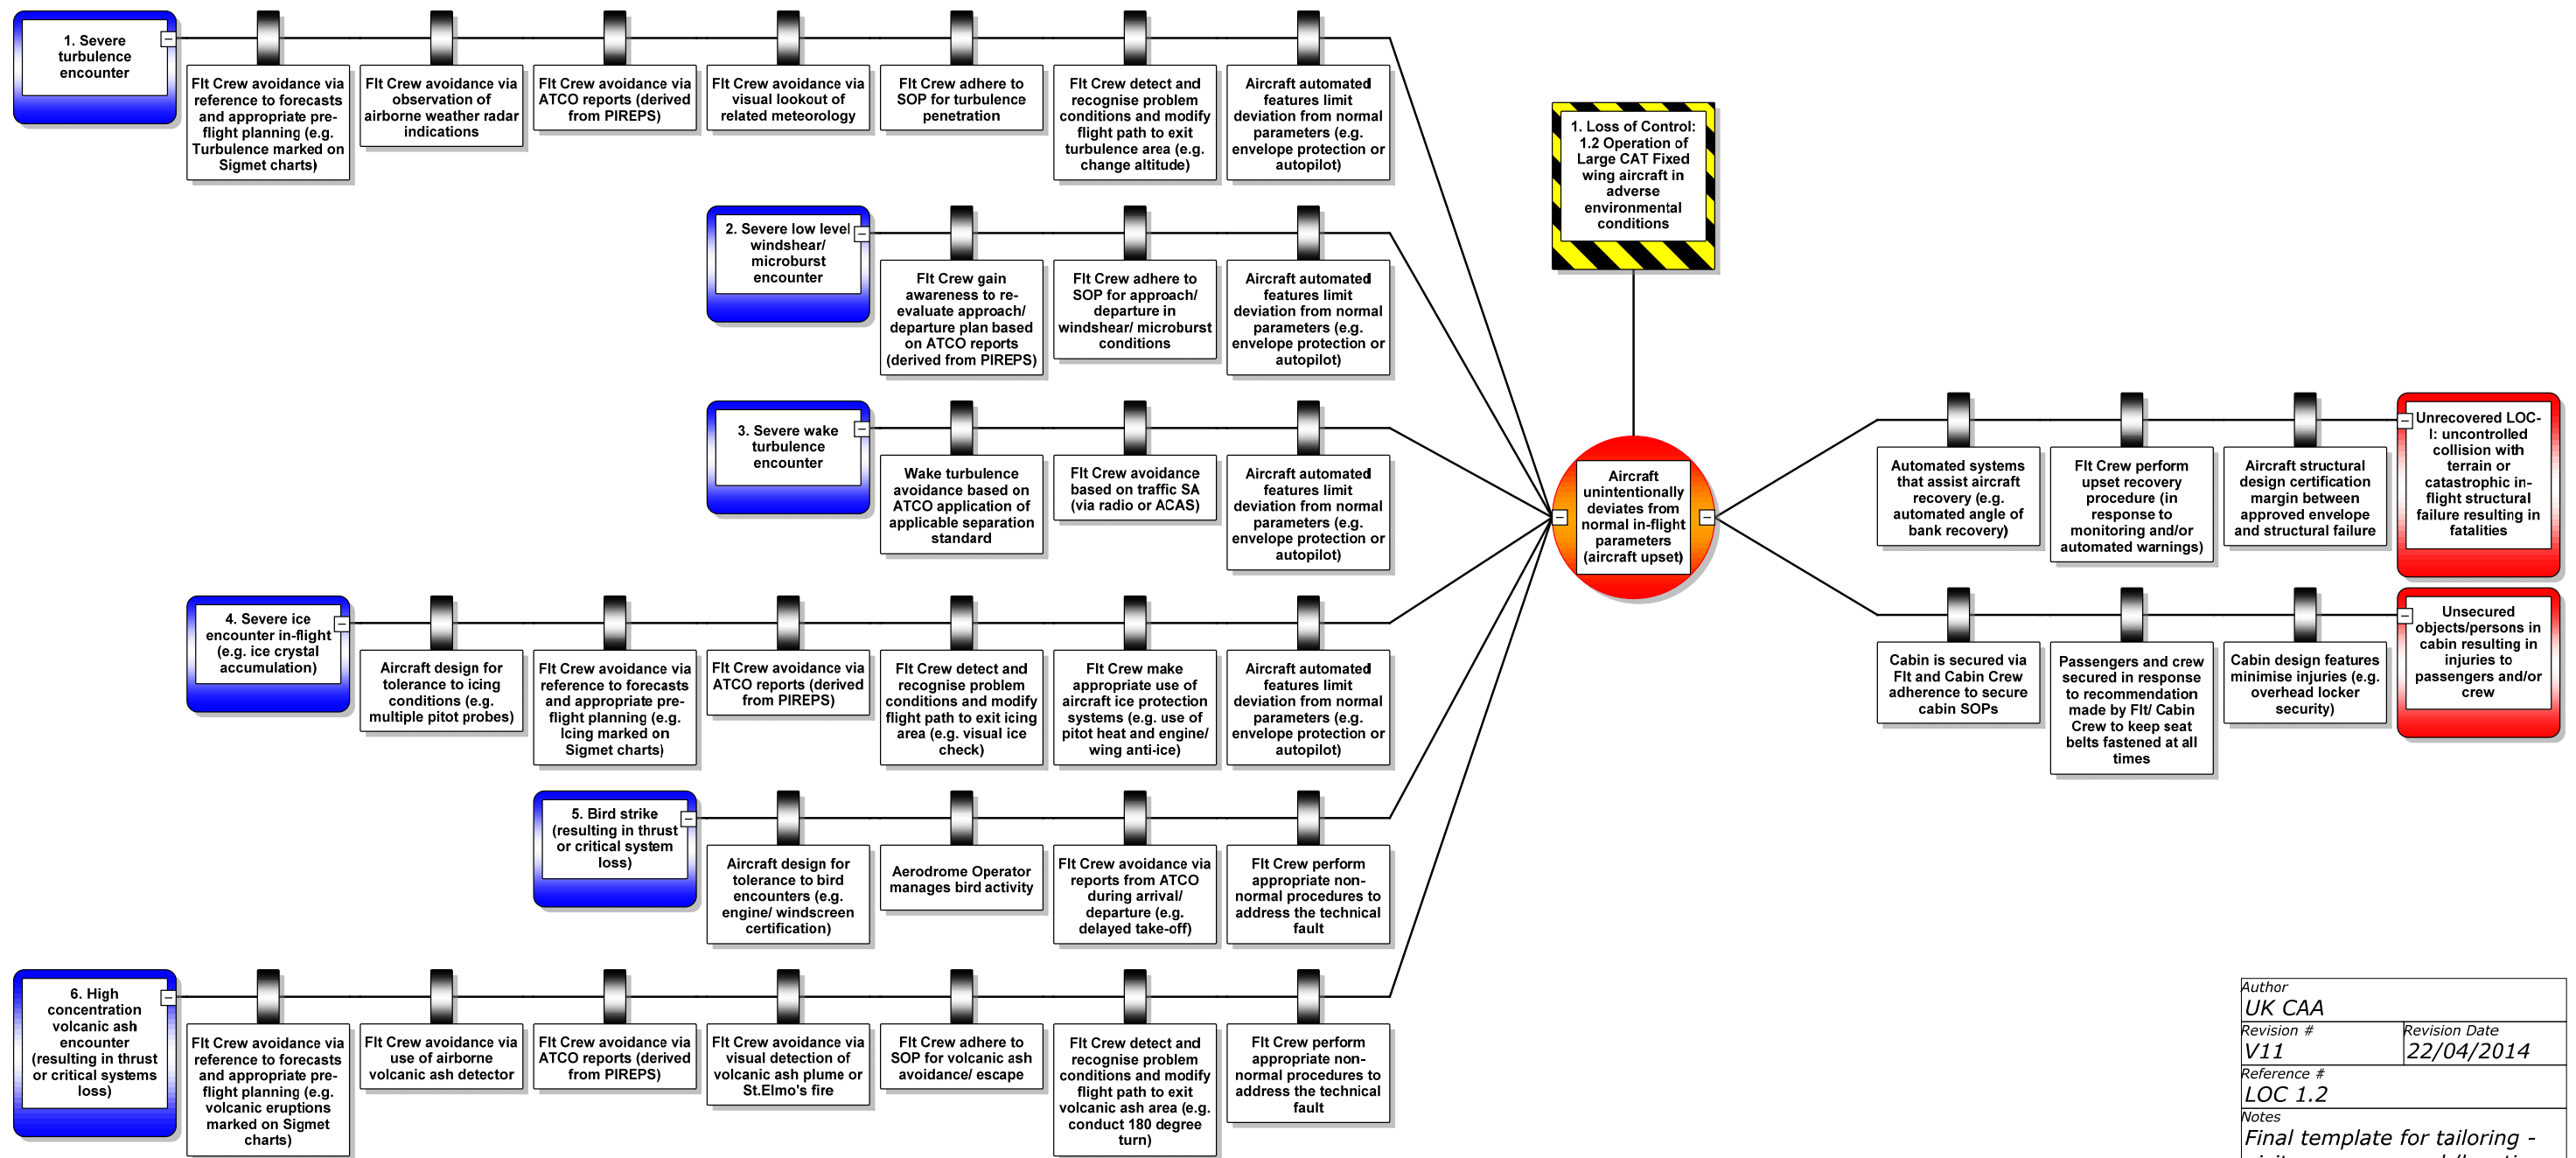 1. Severe
turbulence
encounter
Flt Crew avoidance via
reference to forecasts
and appropriate pre-
flight planning (e.g.
Turbulence marked on
Sigmet charts)
Flt Crew avoidance via
observation of
airborne weather radar
indications
Flt Crew avoidance via
ATCO reports (derived
from PIREPS)
Flt Crew avoidance via
visual lookout of
related meteorology
Flt Crew adhere to
SOP for turbulence
penetration
Flt Crew detect and
recognise problem
conditions and modify
flight path to exit
turbulence area (e.g.
change altitude)
Aircraft automated
features limit
deviation from normal
parameters (e.g.
envelope protection or
autopilot)
2. Severe low level
windshear/
microburst
encounter
Flt Crew gain
awareness to re-
evaluate approach/
departure plan based
on ATCO reports
(derived from PIREPS)
Flt Crew adhere to
SOP for approach/
departure in
windshear/ microburst
conditions
Aircraft automated
features limit
deviation from normal
parameters (e.g.
envelope protection or
autopilot)
3. Severe wake
turbulence
encounter
Wake turbulence
avoidance based on
ATCO application of
applicable separation
standard
Flt Crew avoidance
based on traffic SA
(via radio or ACAS)
Aircraft automated
features limit
deviation from normal
parameters (e.g.
envelope protection or
autopilot)
4. Severe ice
encounter in-flight
(e.g. ice crystal
accumulation)
Aircraft design for
tolerance to icing
conditions (e.g.
multiple pitot probes)
Flt Crew avoidance via
reference to forecasts
and appropriate pre-
flight planning (e.g.
Icing marked on
Sigmet charts)
Flt Crew avoidance via
ATCO reports (derived
from PIREPS)
Flt Crew detect and
recognise problem
conditions and modify
flight path to exit icing
area (e.g. visual ice
check)
Flt Crew make
appropriate use of
aircraft ice protection
systems (e.g. use of
pitot heat and engine/
wing anti-ice)
Aircraft automated
features limit
deviation from normal
parameters (e.g.
envelope protection or
autopilot)
5. Bird strike
(resulting in thrust
or critical system
loss)
Aircraft design for
tolerance to bird
encounters (e.g.
engine/ windscreen
certification)
Aerodrome Operator
manages bird activity
Flt Crew avoidance via
reports from ATCO
during arrival/
departure (e.g.
delayed take-off)
Flt Crew perform
appropriate non-
normal procedures to
address the technical
fault
6. High
concentration
volcanic ash
encounter
(resulting in thrust
or critical systems
loss)
Flt Crew avoidance via
reference to forecasts
and appropriate pre-
flight planning (e.g.
volcanic eruptions
marked on Sigmet
charts)
Flt Crew avoidance via
use of airborne
volcanic ash detector
Flt Crew avoidance via
ATCO reports (derived
from PIREPS)
Flt Crew avoidance via
visual detection of
volcanic ash plume or
St.Elmo's fire
Flt Crew adhere to
SOP for volcanic ash
avoidance/ escape
Flt Crew detect and
recognise problem
conditions and modify
flight path to exit
volcanic ash area (e.g.
conduct 180 degree
turn)
Flt Crew perform
appropriate non-
normal procedures to
address the technical
fault
1. Loss of Control:
1.2 Operation of
Large CAT Fixed
wing aircraft in
adverse
environmental
conditions
Aircraft
unintentionally
deviates from
normal in-flight
parameters
(aircraft upset)
Automated systems
that assist aircraft
recovery (e.g.
automated angle of
bank recovery)
Flt Crew perform
upset recovery
procedure (in
response to
monitoring and/or
automated warnings)
Aircraft structural
design certification
margin between
approved envelope
and structural failure
Unrecovered LOC-
I: uncontrolled
collision with
terrain or
catastrophic in-
flight structural
failure resulting in
fatalities
Cabin is secured via
Flt and Cabin Crew
adherence to secure
cabin SOPs
Passengers and crew
secured in response
to recommendation
made by Flt/ Cabin
Crew to keep seat
belts fastened at all
times
Cabin design features
minimise injuries (e.g.
overhead locker
security)
Unsecured
objects/persons in
cabin resulting in
injuries to
passengers and/or
crew
Author
UK CAA
Revision #
V11
Revision Date
22/04/2014
Reference #
LOC 1.2
Notes
Final template for tailoring -